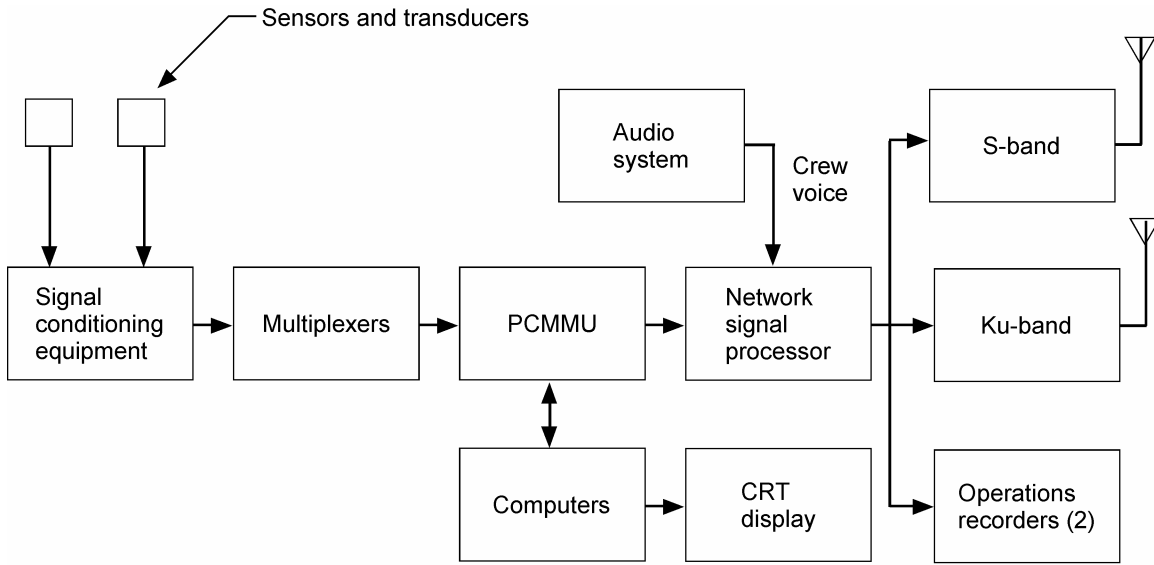 Sensors and transducers
Audio
system
Crew
voice
S-band
Signal
conditioning
equipment
Multiplexers
PCMMU
Network
signal
processor
Ku-band
Computers
CRT
display
Operations
recorders (2)